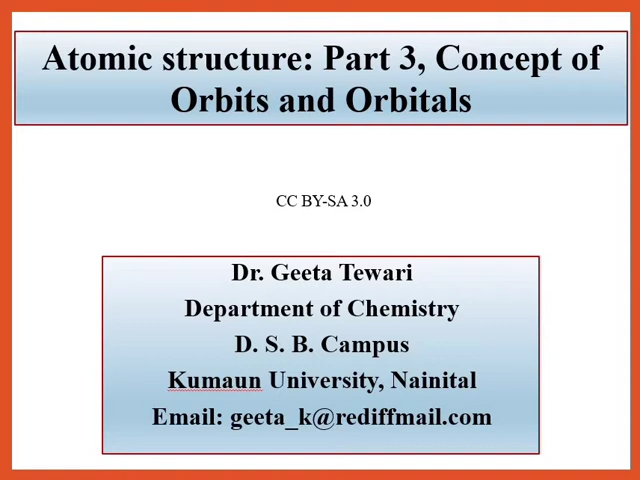 Atomic structure: Part 3, Concept of
Orbits and Orbitals
CC BY-SA 3.0
Dr. Geeta Tewari
Department of Chemistry
D. S. B. Campus
Kumaun University, Nainital
Email: geeta_k@rediffmail.com